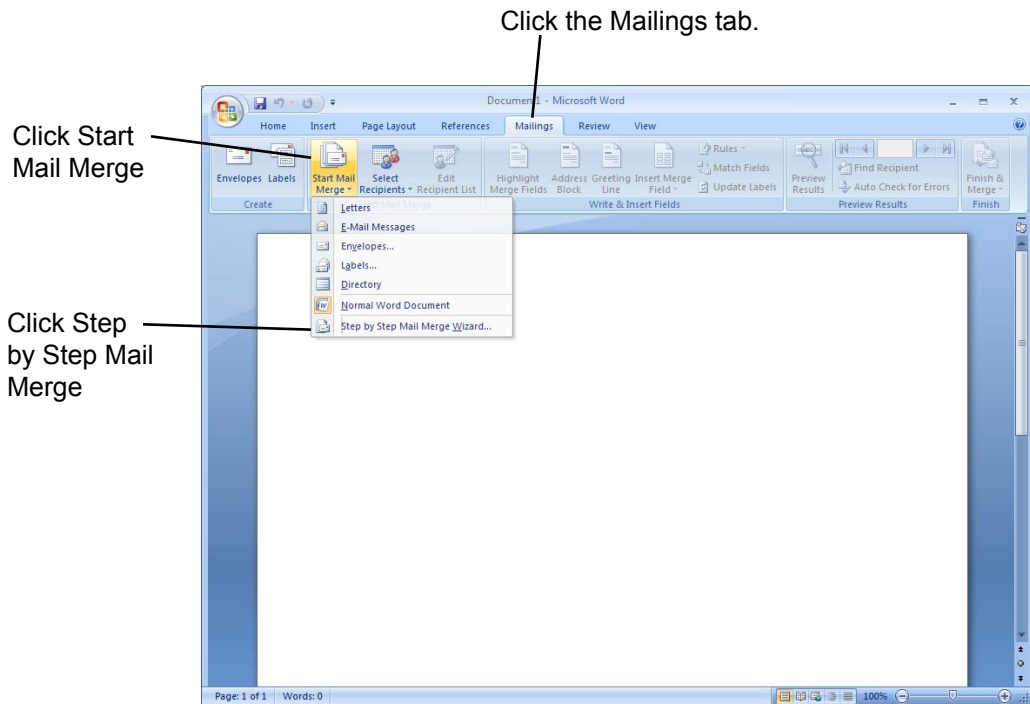 Click the Mailings tab.
Document1 - Microsoft Word
Click Start
Mail Merge
Home Insert Page Layout References Mailings Review View
Envelopes Labels
Start Mail
Merge
Select
Recipients
Edit
Recipient List
Highlight
Merge Fields
Address
Block
Greeting
Line
Insert Merge
Field
Rules
Match Fields
Update Labels
ABC
Preview
Results
Find Recipient
Auto Check for Errors
Finish &
Merge
Create
Mail Merge
Write & Insert Fields
Preview Results
Finish
Letters
E-Mail Messages
Envelopes...
Labels...
Directory
Normal Word Document
Step by Step Mail Merge Wizard...
Click Step
by Step Mail
Merge
Page: 1 of 1 Words: 0 100%